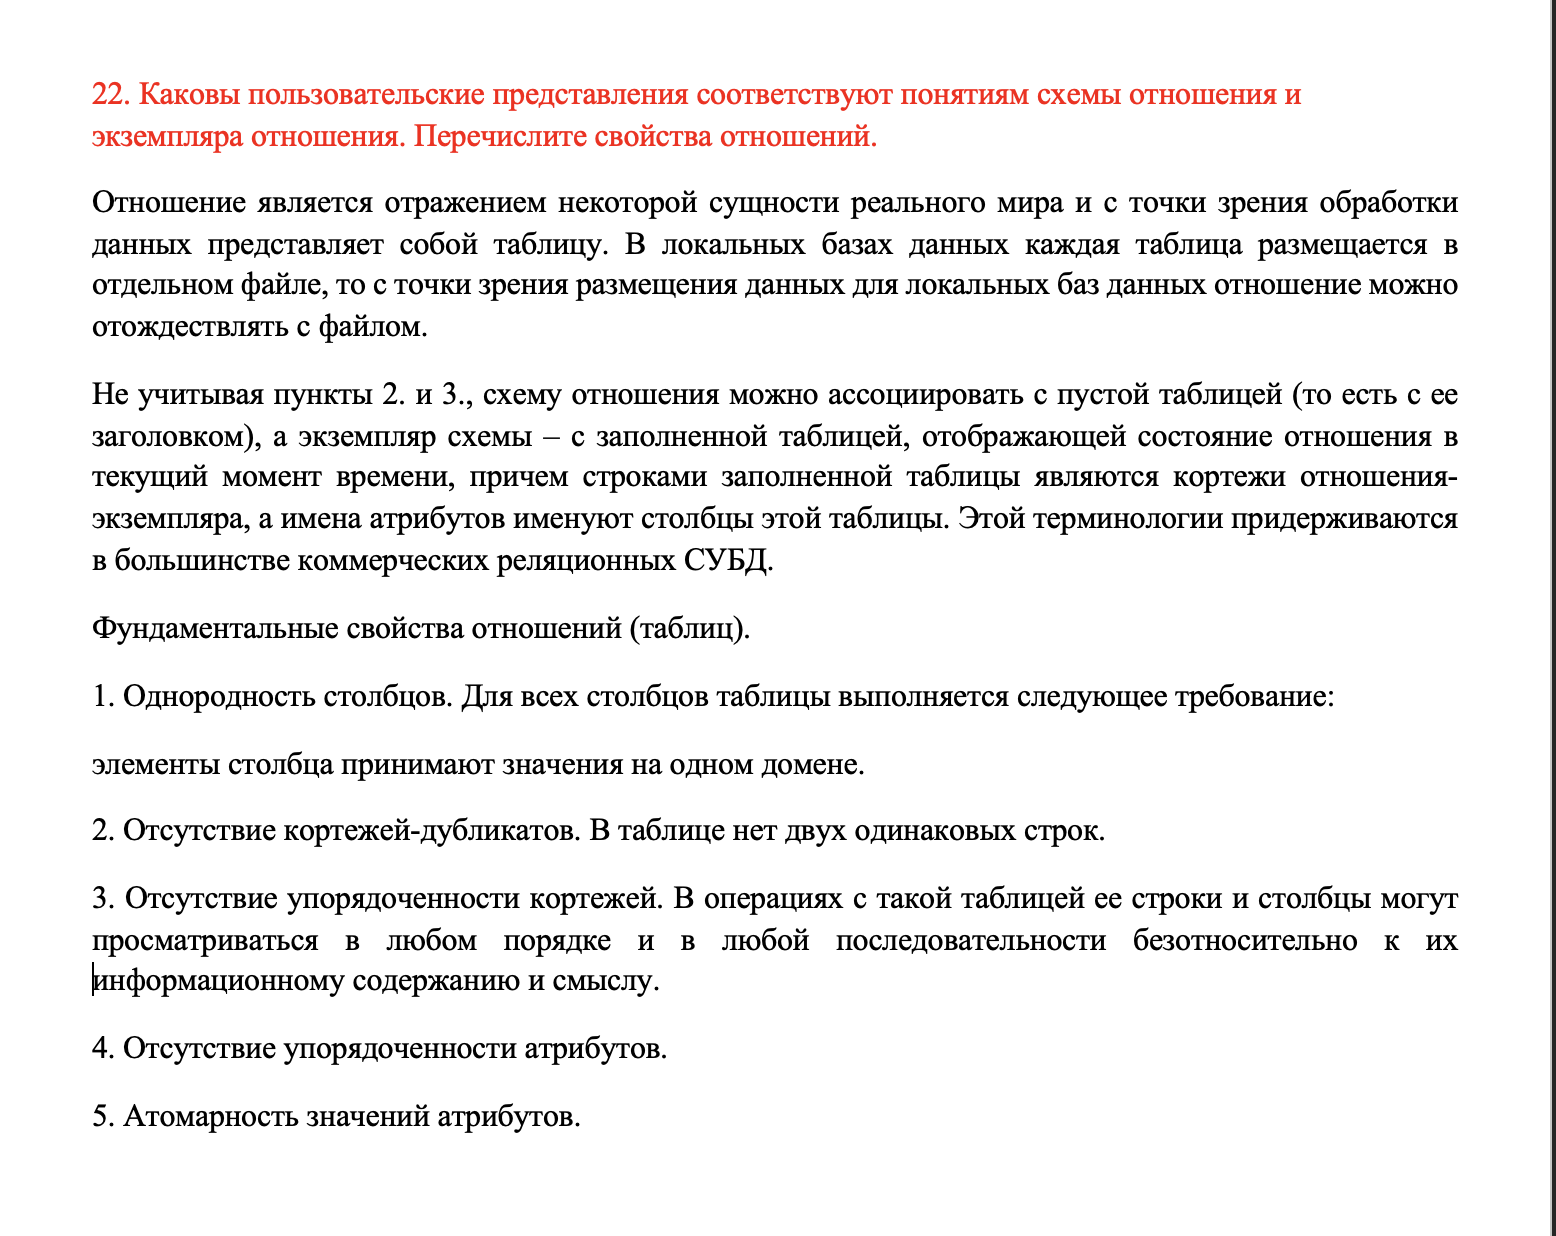 22. Каковы пользовательские представления соответствуют понятиям схемы отношения и
экземпляра отношения. Перечислите свойства отношений.
Отношение является отражением некоторой сущности реального мира и с точки зрения обработки
данных представляет собой таблицу. В локальных базах данных каждая таблица размещается в
отдельном файле, то с точки зрения размещения данных для локальных баз данных отношение можно
отождествлять с файлом.
Не учитывая пункты 2. и 3., схему отношения можно ассоциировать с пустой таблицей (то есть с ее
заголовком), а экземпляр схемы – с заполненной таблицей, отображающей состояние отношения в
текущий момент времени, причем строками заполненной таблицы являются кортежи отношения-
экземпляра, а имена атрибутов именуют столбцы этой таблицы. Этой терминологии придерживаются
в большинстве коммерческих реляционных СУБД.
Фундаментальные свойства отношений (таблиц).
1. Однородность столбцов. Для всех столбцов таблицы выполняется следующее требование:
элементы столбца принимают значения на одном домене.
2. Отсутствие кортежей-дубликатов. В таблице нет двух одинаковых строк.
3. Отсутствие упорядоченности кортежей. В операциях с такой таблицей ее строки и столбцы могут
просматриваться в любом порядке и в любой последовательности безотносительно к их
информационному содержанию и смыслу.
4. Отсутствие упорядоченности атрибутов.
5. Атомарность значений атрибутов.